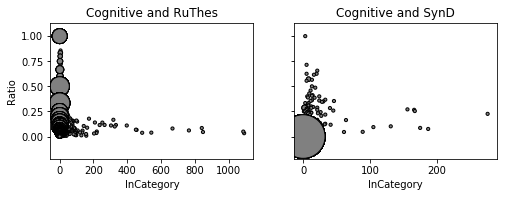 Cognitive and RuThes
Cognitive and SynD
1.00
0.75
0.50
0.25
0.00
Ratio
0 200 400 600 800 1000
0 100 200
InCategory
InCategory